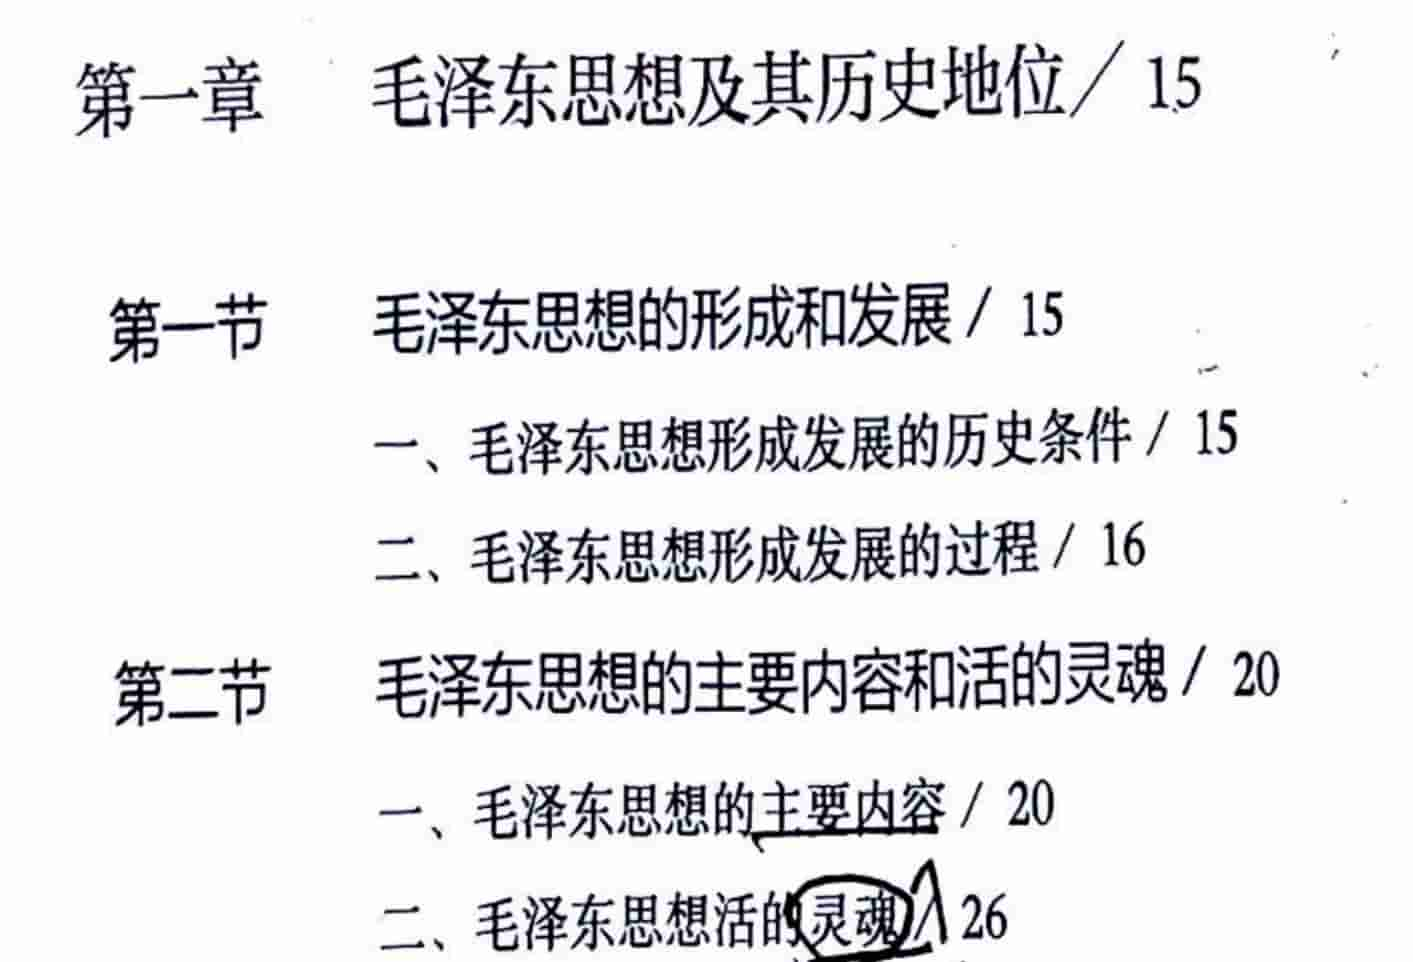 第一章 毛泽东思想及其历史地位/ 15
第一节 毛泽东思想的形成和发展/ 15
一、毛泽东思想形成发展的历史条件/ 15
二、毛泽东思想形成发展的过程/ 16
第二节 毛泽东思想的主要内容和活的灵魂/ 20
一、毛泽东思想的主要内容/ 20
二、毛泽东思想活的灵魂/ 26